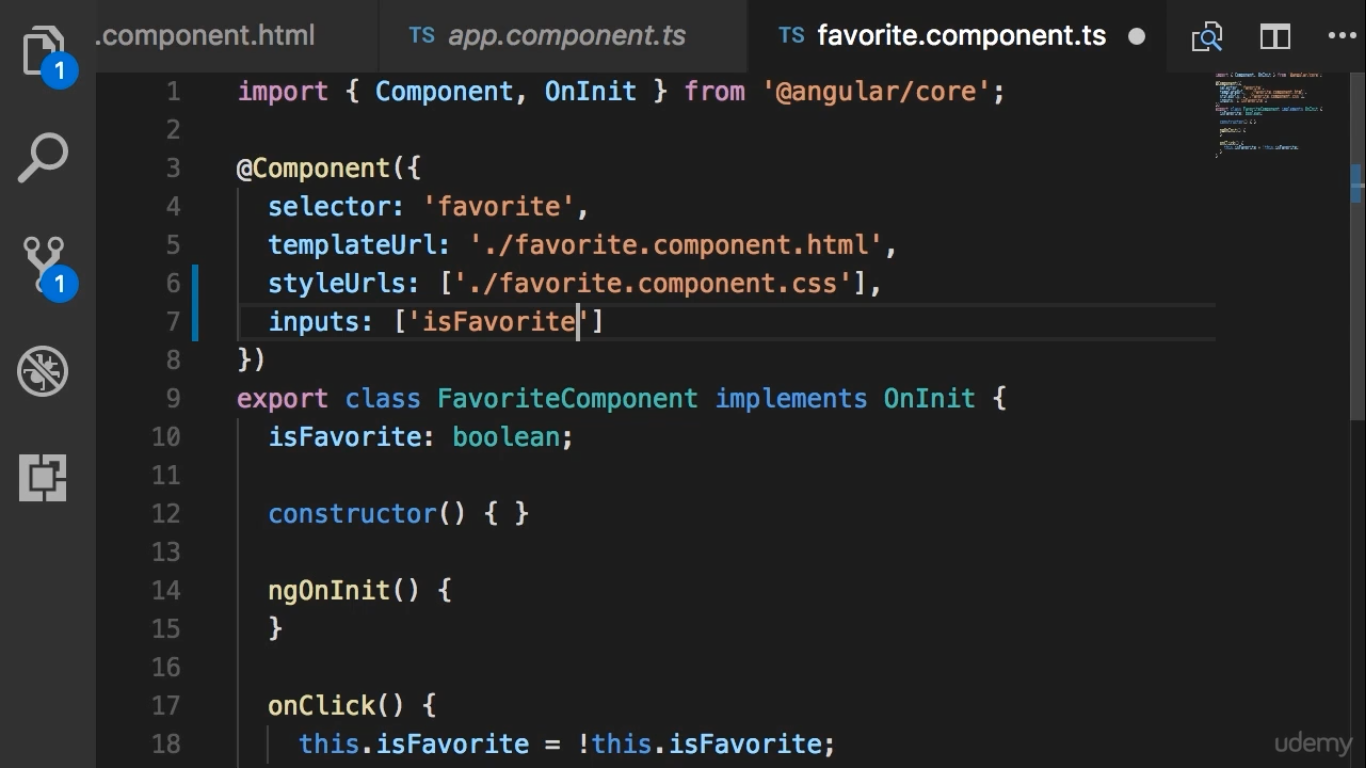 .component.html
TS app.component.ts
TS favorite.component.ts
1
1
1 import { Component, OnInit } from '@angular/core';
2
3 @Component({
4 selector: 'favorite',
5 templateUrl: './favorite.component.html',
6 styleUrls: ['./favorite.component.css'],
7 inputs: ['isFavorite']
8 })
9 export class FavoriteComponent implements OnInit {
10 isFavorite: boolean;
11
12 constructor() { }
13
14 ngOnInit() {
15 }
16
17 onClick() {
18 this.isFavorite = !this.isFavorite;
udemy